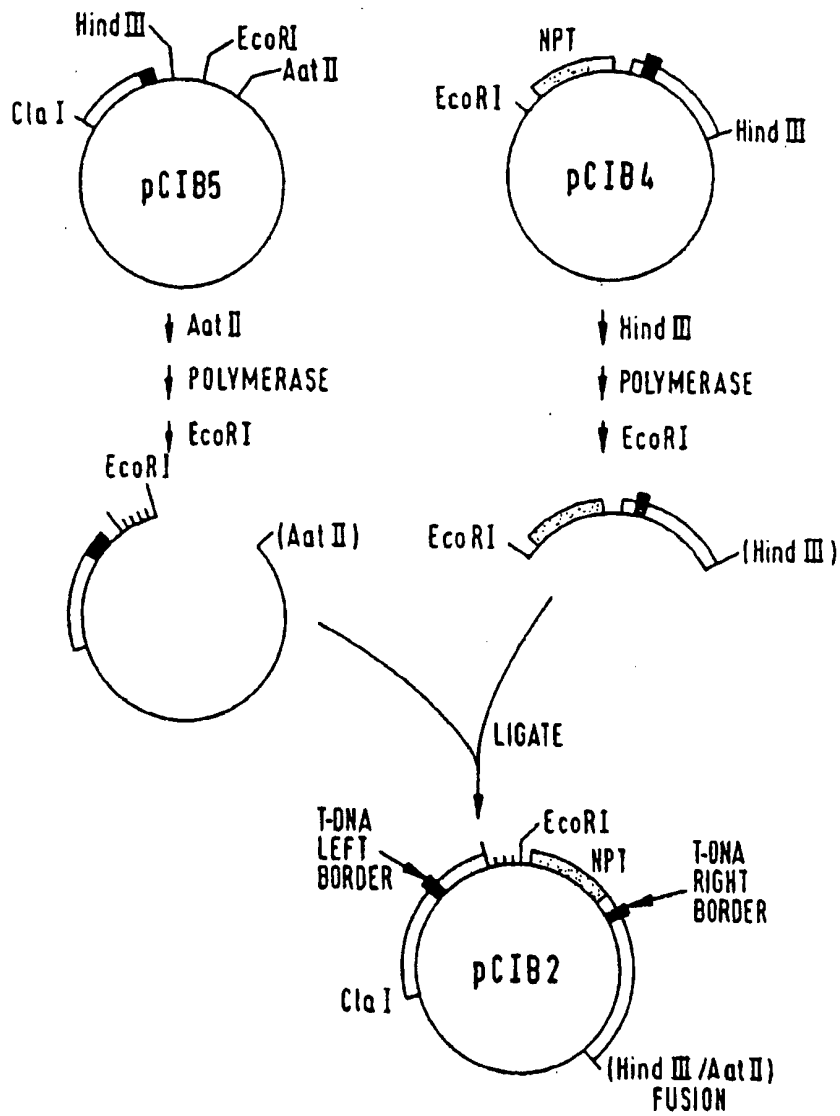 Hind III
EcoRI
Aat II
Cla I
pCIB5
NPT
EcoRI
Hind III
pCIB4
Aat II
POLYMERASE
EcoRI
Hind III
POLYMERASE
EcoRI
EcoRI
(Aat II)
EcoRI
(Hind III)
LIGATE
T-DNA
LEFT
BORDER
EcoRI
NPT
T-DNA
RIGHT
BORDER
pCIB2
Cla I
(Hind III/Aat II)
FUSION